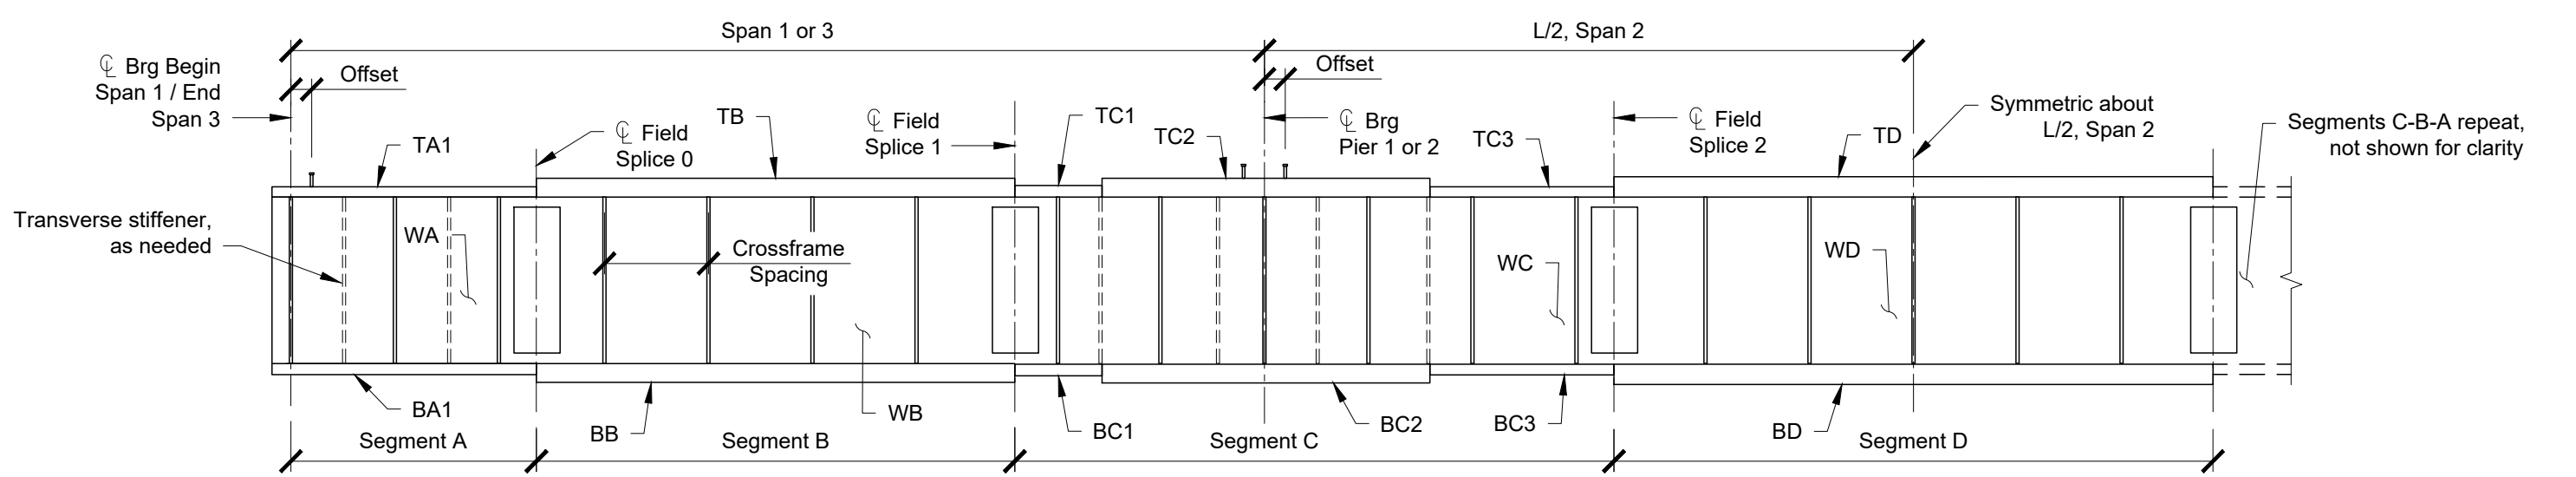 Span 1 or 3
L/2, Span 2
℄ Brg Begin
Span 1 / End
Span 3
Offset
Offset
TA1
℄ Field
Splice 0
TB
℄ Field
Splice 1
TC1
TC2
℄ Brg
Pier 1 or 2
TC3
℄ Field
Splice 2
TD
Symmetric about
L/2, Span 2
Segments C-B-A repeat,
not shown for clarity
Transverse stiffener,
as needed
WA
Crossframe
Spacing
WB
WC
WD
BA1
BB
BC1
BC2
BC3
BD
Segment A
Segment B
Segment C
Segment D